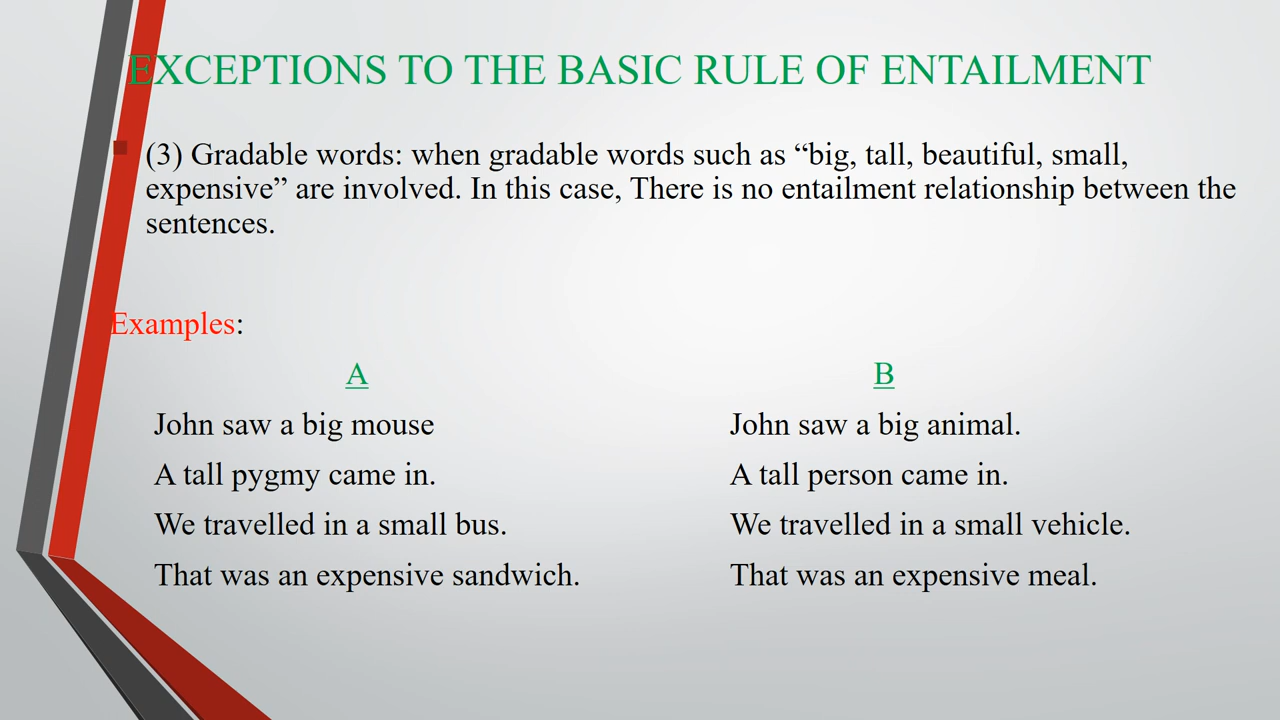 EXCEPTIONS TO THE BASIC RULE OF ENTAILMENT
(3) Gradable words: when gradable words such as “big, tall, beautiful, small,
expensive” are involved. In this case, There is no entailment relationship between the
sentences.
Examples:
A B
John saw a big mouse John saw a big animal.
A tall pygmy came in. A tall person came in.
We travelled in a small bus. We travelled in a small vehicle.
That was an expensive sandwich. That was an expensive meal.